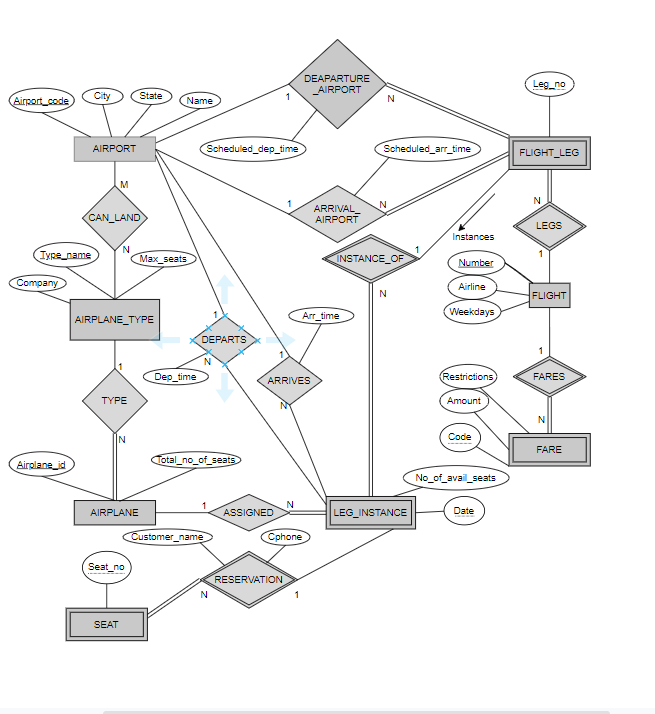 DEAPARTURE
_AIRPORT
Leg_no
Airport_code
City
State
Name
1
N
AIRPORT
Scheduled_dep_time
Scheduled_arr_time
FLIGHT_LEG
M
CAN_LAND
1
ARRIVAL_
AIRPORT
N
N
LEGS
Instances
N
Type_name
Max_seats
INSTANCE_OF
1
1
Company
Number
Airline
FLIGHT
Weekdays
N
AIRPLANE_TYPE
1
Arr_time
DEPARTS
N
1
1
1
TYPE
Dep_time
ARRIVES
N
Restrictions
FARES
Amount
N
N
Code
FARE
Airplane_id
Total_no_of_seats
No_of_avail_seats
AIRPLANE
1
ASSIGNED
N
LEG_INSTANCE
Date
Customer_name
Cphone
Seat_no
RESERVATION
N
1
SEAT